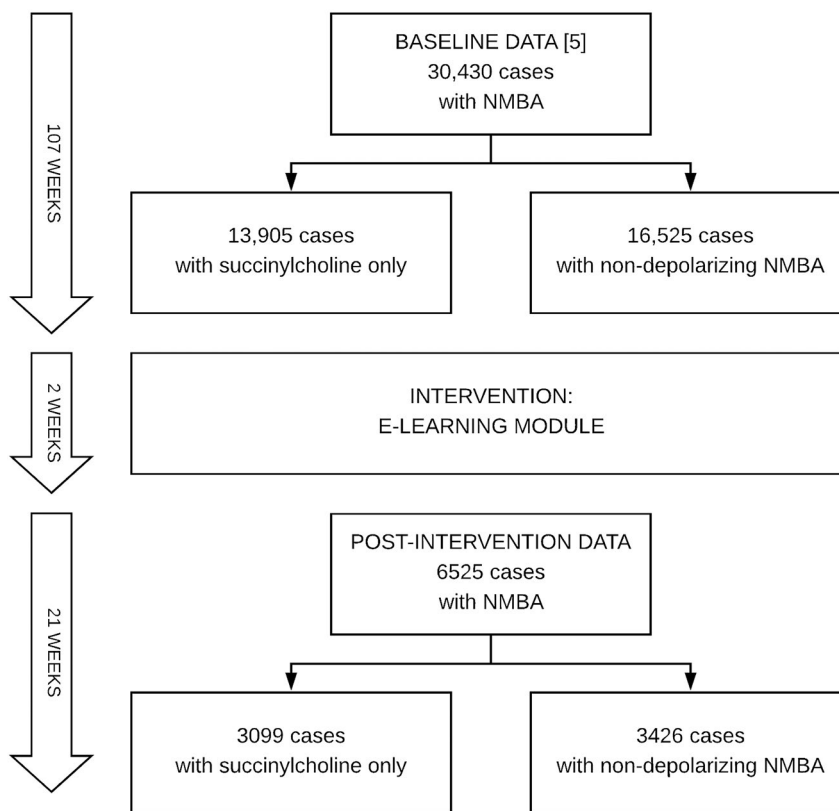 107 WEEKS
BASELINE DATA [5]
30,430 cases
with NMBA
13,905 cases
with succinylcholine only
16,525 cases
with non-depolarizing NMBA
2 WEEKS
INTERVENTION:
E-LEARNING MODULE
21 WEEKS
POST-INTERVENTION DATA
6525 cases
with NMBA
3099 cases
with succinylcholine only
3426 cases
with non-depolarizing NMBA